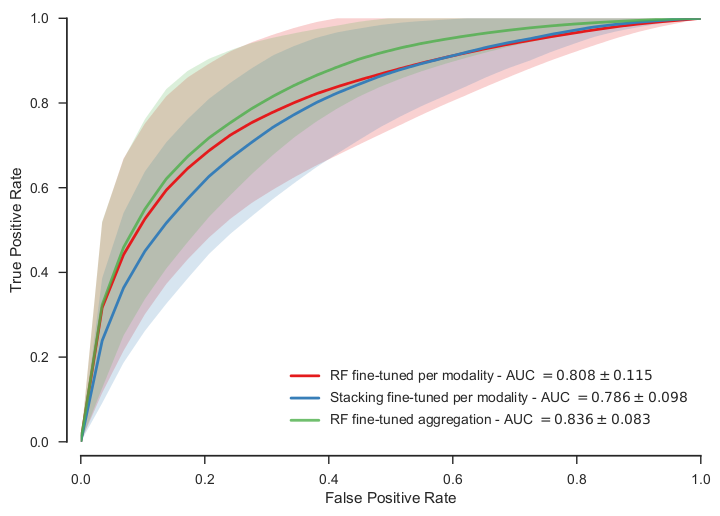 1.0
0.8
0.6
0.4
0.2
0.0
True Positive Rate
RF fine-tuned per modality - AUC = 0.808 ± 0.115
Stacking fine-tuned per modality - AUC = 0.786 ± 0.098
RF fine-tuned aggregation - AUC = 0.836 ± 0.083
0.0 0.2 0.4 0.6 0.8 1.0
False Positive Rate